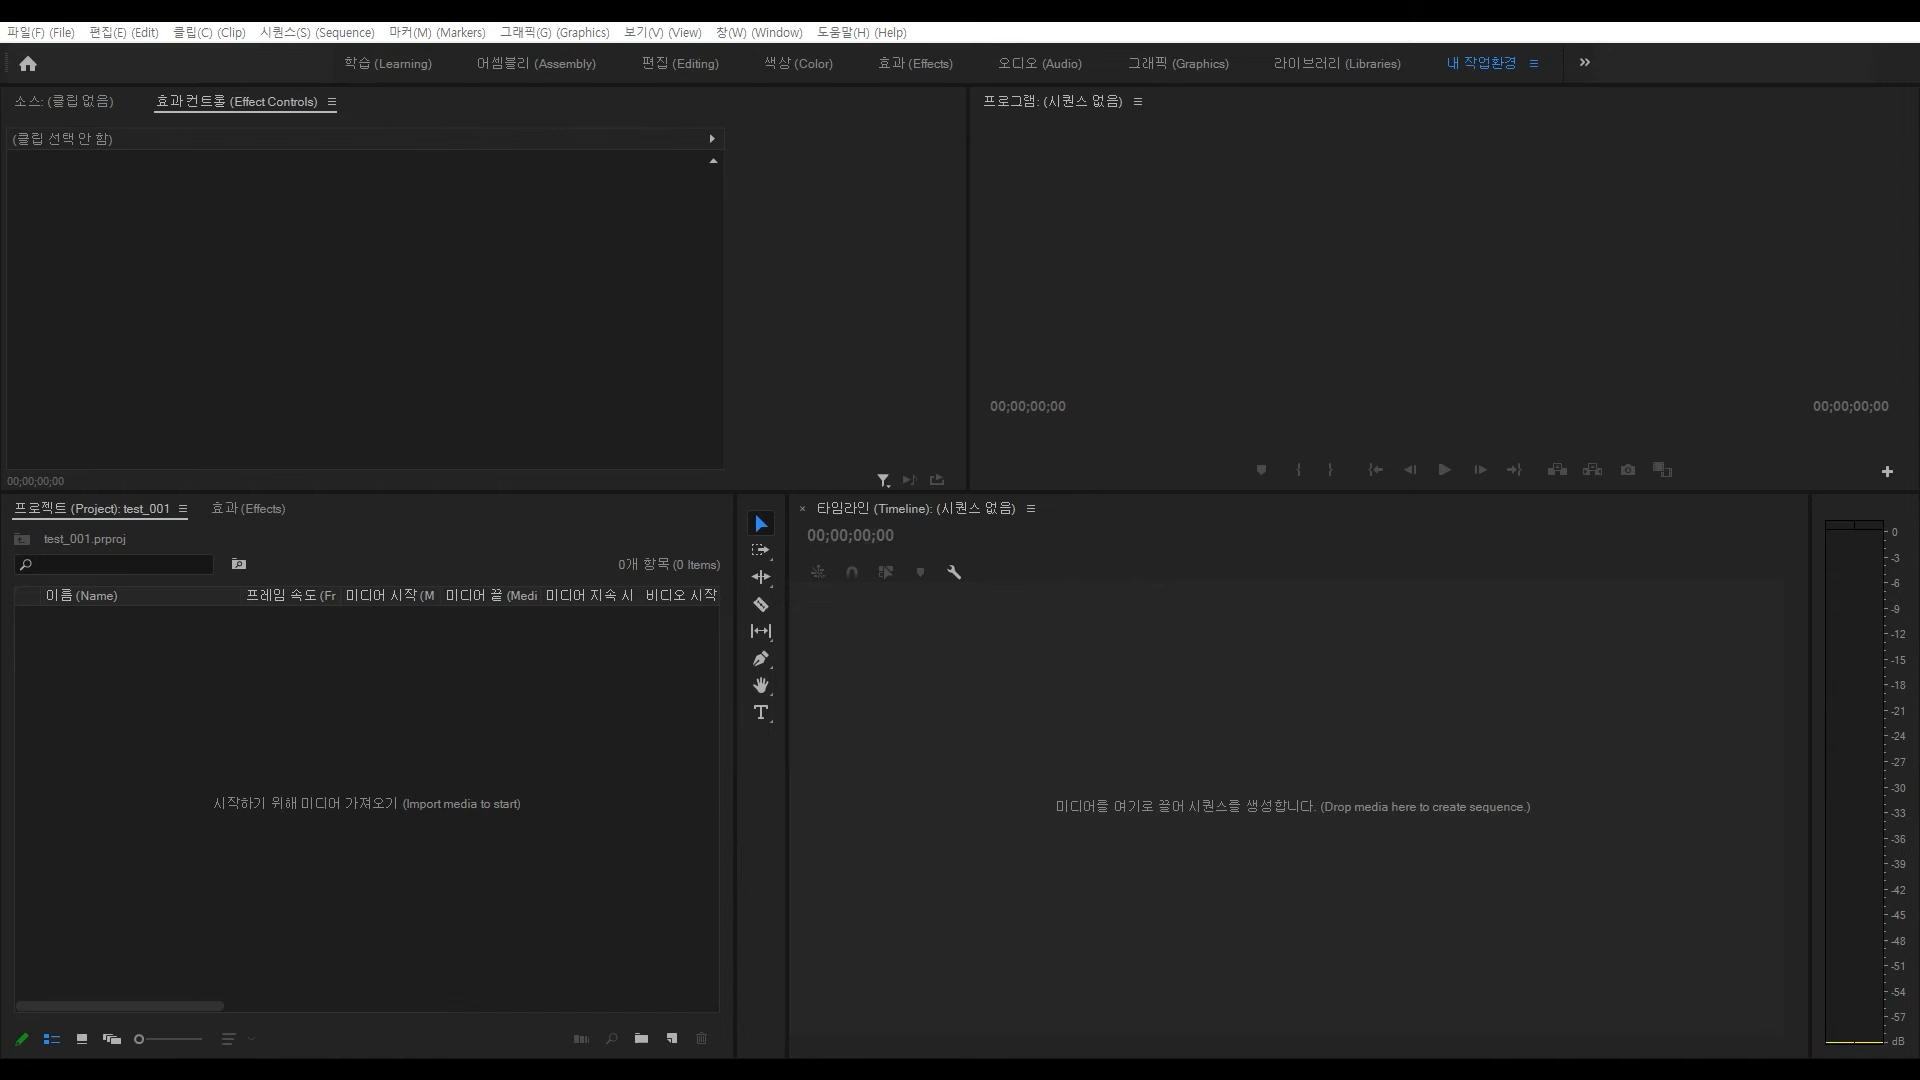 파일(F) (File) 편집(E) (Edit) 클립(C) (Clip) 시퀀스(S) (Sequence) 마커(M) (Markers) 그래픽(G) (Graphics) 보기(V) (View) 창(W) (Window) 도움말(H) (Help)
학습 (Learning) 어셈블리 (Assembly) 편집 (Editing) 색상 (Color) 효과 (Effects) 오디오 (Audio) 그래픽 (Graphics) 라이브러리 (Libraries) 내 작업환경
소스: (클립 없음) 효과 컨트롤 (Effect Controls)
프로그램: (시퀀스 없음)
(클립 선택 안 함)
00;00;00;00 00;00;00;00
00;00;00;00
프로젝트 (Project): test_001 효과 (Effects)
타임라인 (Timeline): (시퀀스 없음)
00;00;00;00
test_001.prproj
0개 항목 (0 Items)
이름 (Name) 프레임 속도 (Fr 미디어 시작 (M 미디어 끝 (Medi 미디어 지속 시 비디오 시작
시작하기 위해 미디어 가져오기 (Import media to start)
미디어를 여기로 끌어 시퀀스를 생성합니다. (Drop media here to create sequence.)
0
-3
-6
-9
-12
-15
-18
-21
-24
-27
-30
-33
-36
-39
-42
-45
-48
-51
-54
-57
dB